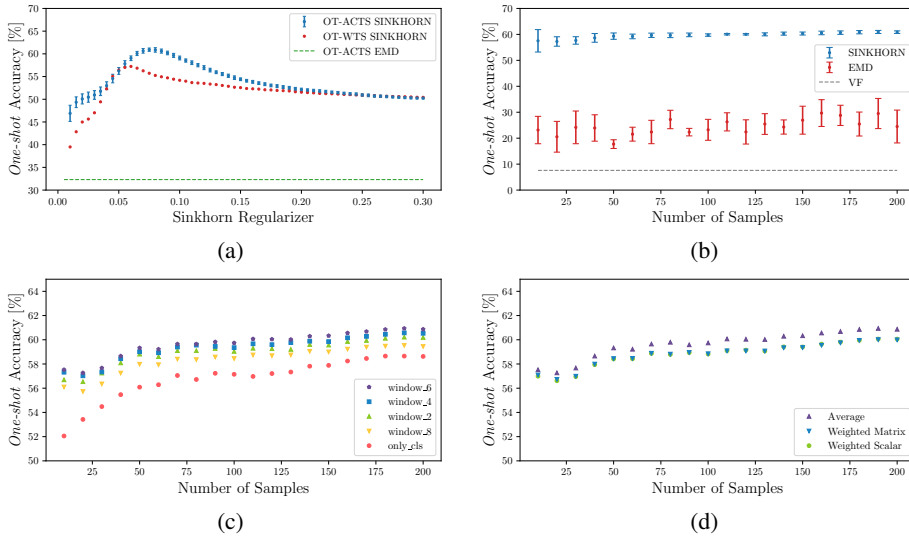 One-shot Accuracy [%]
70
65
60
55
50
45
40
35
30
OT-ACTS SINKHORN
OT-WTS SINKHORN
OT-ACTS EMD
0.00
0.05
0.10
0.15
0.20
0.25
0.30
Sinkhorn Regularizer
(a)
One-shot Accuracy [%]
70
60
50
40
30
20
10
0
SINKHORN
EMD
VF
25
50
75
100
125
150
175
200
Number of Samples
(b)
One-shot Accuracy [%]
64
62
60
58
56
54
52
50
window_6
window_4
window_2
window_8
only_cls
25
50
75
100
125
150
175
200
Number of Samples
(c)
One-shot Accuracy [%]
64
62
60
58
56
54
52
50
Average
Weighted Matrix
Weighted Scalar
25
50
75
100
125
150
175
200
Number of Samples
(d)